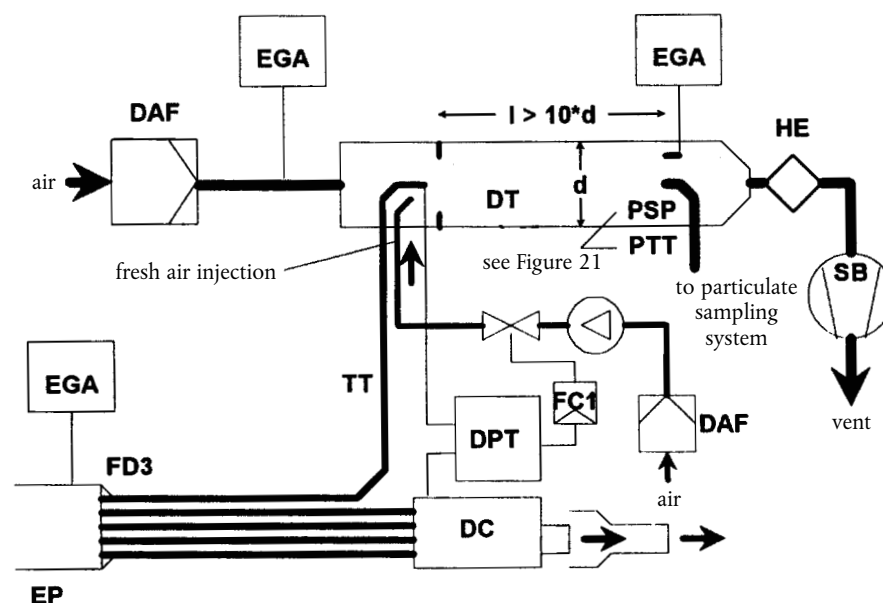 EGA
EGA
DAF
l > 10*d
HE
air
d
DT
PSP
PTT
fresh air injection
see Figure 21
to particulate
sampling
system
SB
EGA
TT
FC1
vent
DPT
DAF
FD3
air
DC
EP